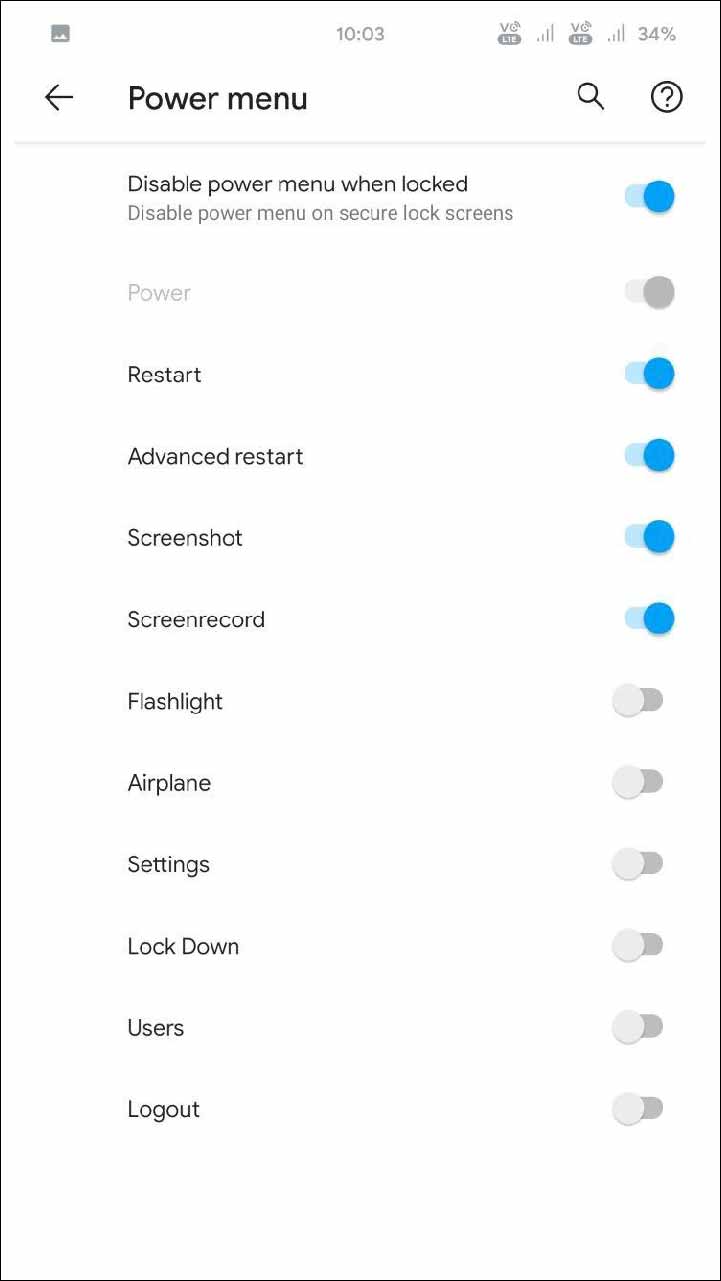 10:03
Vo LTE Vo LTE 34%
Power menu
Disable power menu when locked
Disable power menu on secure lock screens
Power
Restart
Advanced restart
Screenshot
Screenrecord
Flashlight
Airplane
Settings
Lock Down
Users
Logout